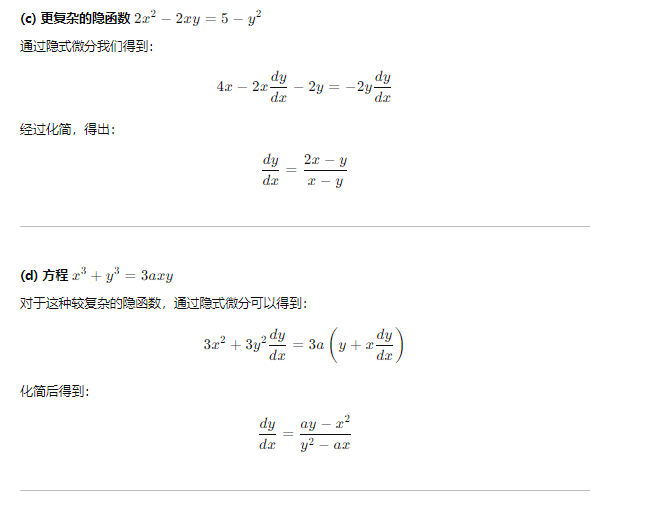 (c) 更复杂的隐函数 2x² − 2xy = 5 − y²
通过隐式微分我们得到：
4x − 2x dy/dx − 2y = −2y dy/dx
经过化简，得出：
dy/dx = (2x − y)/(x − y)
(d) 方程 x³ + y³ = 3axy
对于这种较复杂的隐函数，通过隐式微分可以得到：
3x² + 3y² dy/dx = 3a (y + x dy/dx)
化简后得到：
dy/dx = (ay − x²)/(y² − ax)